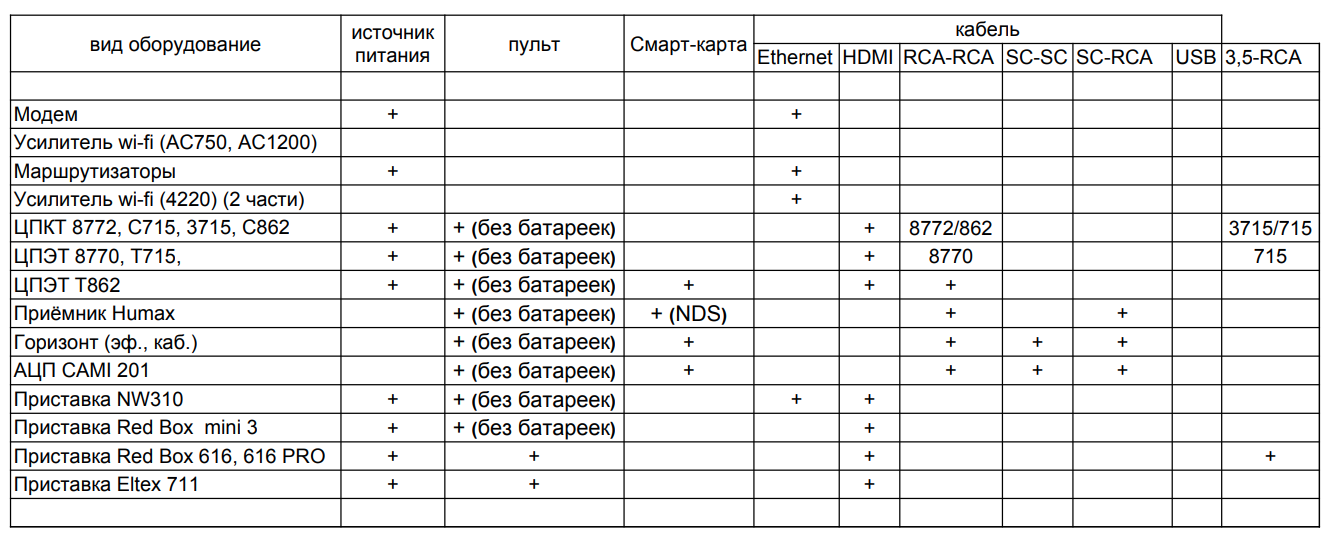 вид оборудование источник питания пульт Смарт-карта кабель
Ethernet HDMI RCA-RCA SC-SC SC-RCA USB 3,5-RCA
Модем + +
Усилитель wi-fi (AC750, AC1200)
Маршрутизаторы + +
Усилитель wi-fi (4220) (2 части) +
ЦПКТ 8772, С715, 3715, С862 + + (без батареек) + 8772/862 3715/715
ЦПЭТ 8770, Т715, + + (без батареек) + 8770 715
ЦПЭТ Т862 + + (без батареек) + + +
Приёмник Humax + (без батареек) + (NDS) + +
Горизонт (эф., каб.) + (без батареек) + + + +
АЦП CAMI 201 + (без батареек) + + + +
Приставка NW310 + + (без батареек) + +
Приставка Red Box mini 3 + + (без батареек) +
Приставка Red Box 616, 616 PRO + + + +
Приставка Eltex 711 + + +